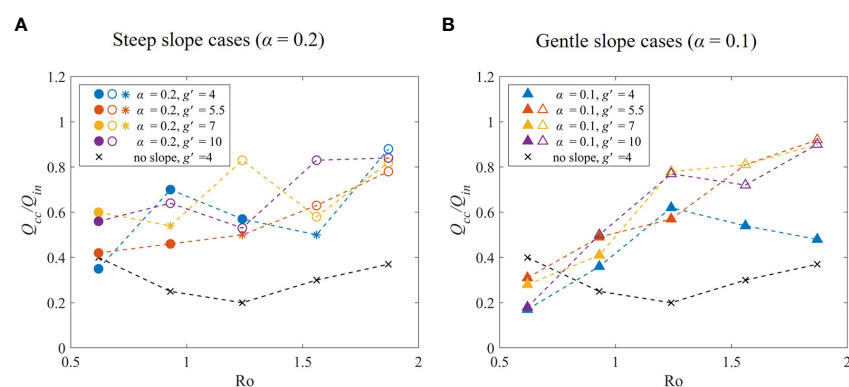 A
Steep slope cases (α = 0.2)
1.2
1
0.8
0.6
0.4
0.2
0
Q_cc/Q_in
α = 0.2, g′ = 4
α = 0.2, g′ = 5.5
α = 0.2, g′ = 7
α = 0.2, g′ = 10
no slope, g′ =4
0.5
1
1.5
2
Ro
B
Gentle slope cases (α = 0.1)
1.2
1
0.8
0.6
0.4
0.2
0
Q_cc/Q_in
α = 0.1, g′ = 4
α = 0.1, g′ = 5.5
α = 0.1, g′ = 7
α = 0.1, g′ = 10
no slope, g′ =4
0.5
1
1.5
2
Ro